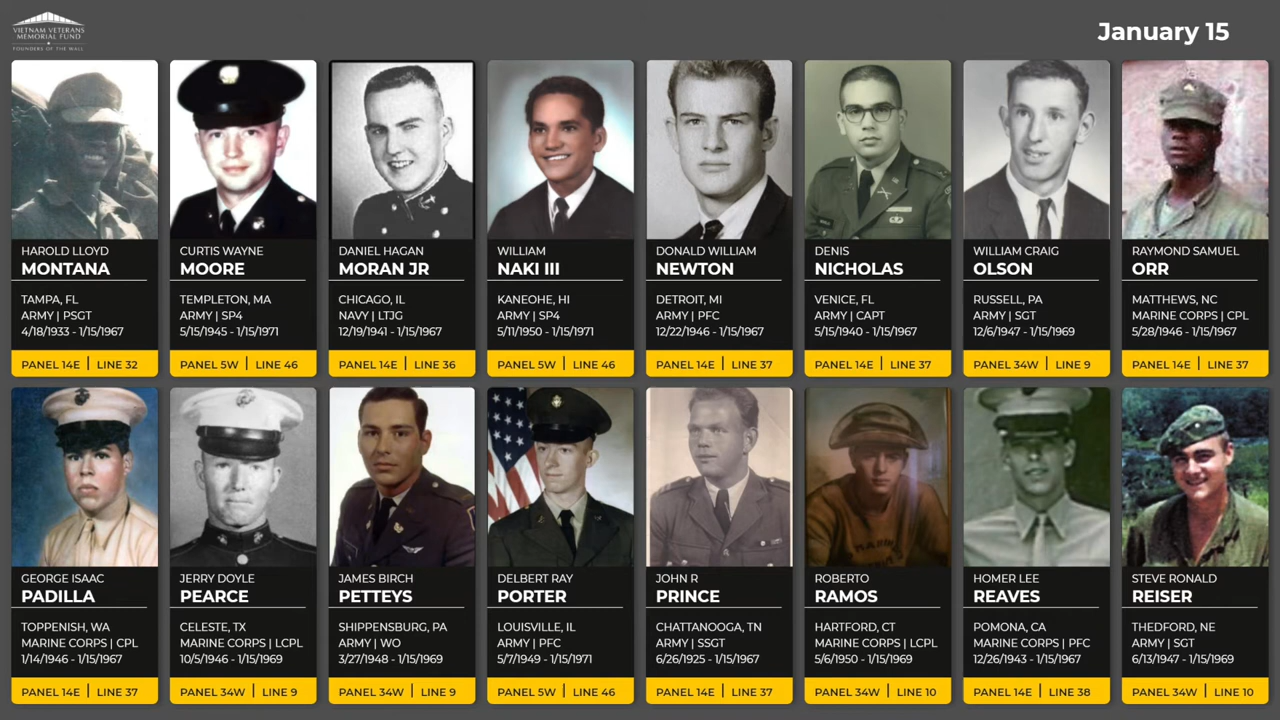 VIETNAM VETERANS
MEMORIAL FUND
FOUNDERS OF THE WALL
January 15
HAROLD LLOYD
MONTANA
TAMPA, FL
ARMY | PSGT
4/18/1933 - 1/15/1967
PANEL 14E | LINE 32
CURTIS WAYNE
MOORE
TEMPLETON, MA
ARMY | SP4
5/15/1945 - 1/15/1971
PANEL 5W | LINE 46
DANIEL HAGAN
MORAN JR
CHICAGO, IL
NAVY | LTJG
12/19/1941 - 1/15/1967
PANEL 14E | LINE 36
WILLIAM
NAKI III
KANEOHE, HI
ARMY | SP4
5/11/1950 - 1/15/1971
PANEL 5W | LINE 46
DONALD WILLIAM
NEWTON
DETROIT, MI
ARMY | PFC
12/22/1946 - 1/15/1967
PANEL 14E | LINE 37
DENIS
NICHOLAS
VENICE, FL
ARMY | CAPT
5/15/1940 - 1/15/1967
PANEL 14E | LINE 37
WILLIAM CRAIG
OLSON
RUSSELL, PA
ARMY | SGT
12/6/1947 - 1/15/1969
PANEL 34W | LINE 9
RAYMOND SAMUEL
ORR
MATTHEWS, NC
MARINE CORPS | CPL
5/28/1946 - 1/15/1967
PANEL 14E | LINE 37
GEORGE ISAAC
PADILLA
TOPPENISH, WA
MARINE CORPS | CPL
1/14/1946 - 1/15/1967
PANEL 14E | LINE 37
JERRY DOYLE
PEARCE
CELESTE, TX
MARINE CORPS | LCPL
10/5/1946 - 1/15/1969
PANEL 34W | LINE 9
JAMES BIRCH
PETTEYS
SHIPPENSBURG, PA
ARMY | WO
3/27/1948 - 1/15/1969
PANEL 34W | LINE 9
DELBERT RAY
PORTER
LOUISVILLE, IL
ARMY | PFC
5/7/1949 - 1/15/1971
PANEL 5W | LINE 46
JOHN R
PRINCE
CHATTANOOGA, TN
ARMY | SSGT
6/26/1925 - 1/15/1967
PANEL 14E | LINE 37
ROBERTO
RAMOS
HARTFORD, CT
MARINE CORPS | LCPL
5/6/1950 - 1/15/1969
PANEL 34W | LINE 10
HOMER LEE
REAVES
POMONA, CA
MARINE CORPS | PFC
12/26/1943 - 1/15/1967
PANEL 14E | LINE 38
STEVE RONALD
REISER
THEDFORD, NE
ARMY | SGT
6/13/1947 - 1/15/1969
PANEL 34W | LINE 10